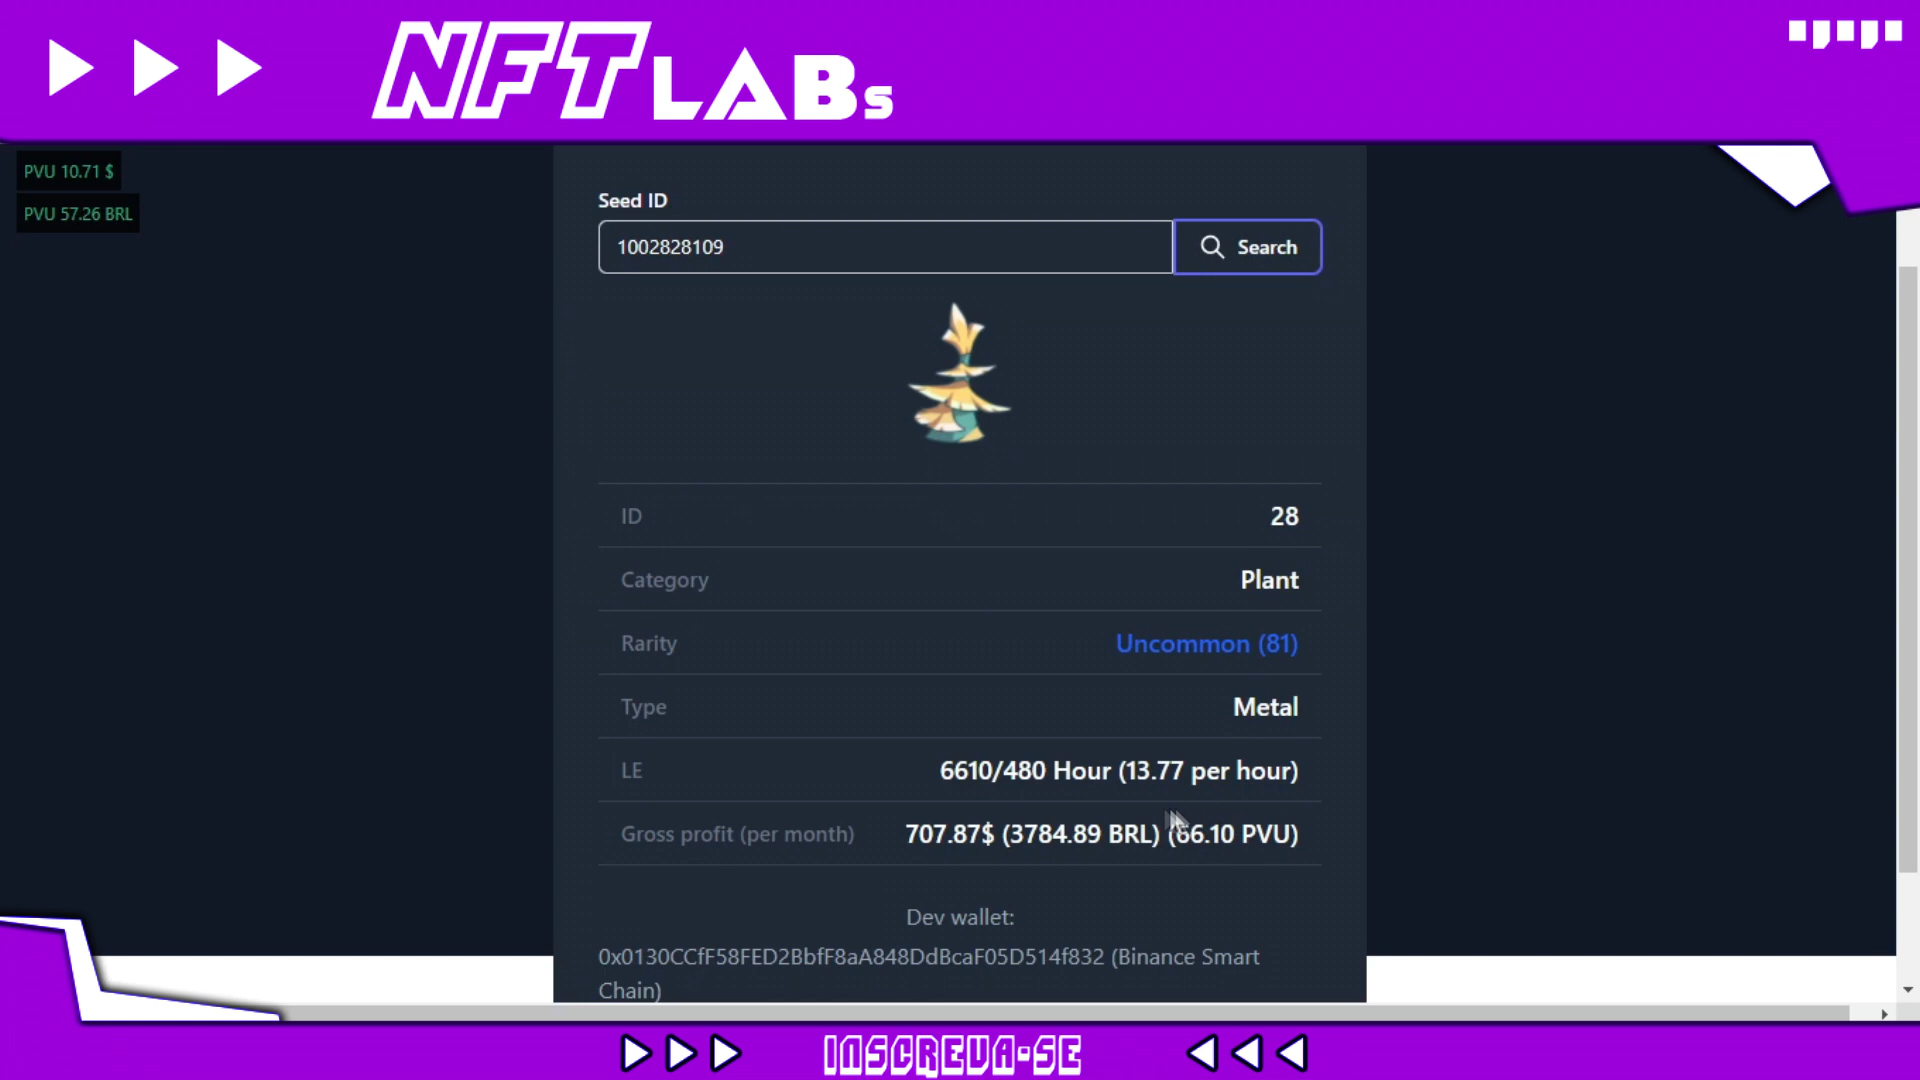 NFT LABs
PVU 10.71 $
PVU 57.26 BRL
Seed ID
1002828109
Search
ID 28
Category Plant
Rarity Uncommon (81)
Type Metal
LE 6610/480 Hour (13.77 per hour)
Gross profit (per month) 707.87$ (3784.89 BRL) (66.10 PVU)
Dev wallet:
0x0130CCfF58FED2BbfF8aA848DdBcaF05D514f832 (Binance Smart
Chain)
INSCREVA-SE